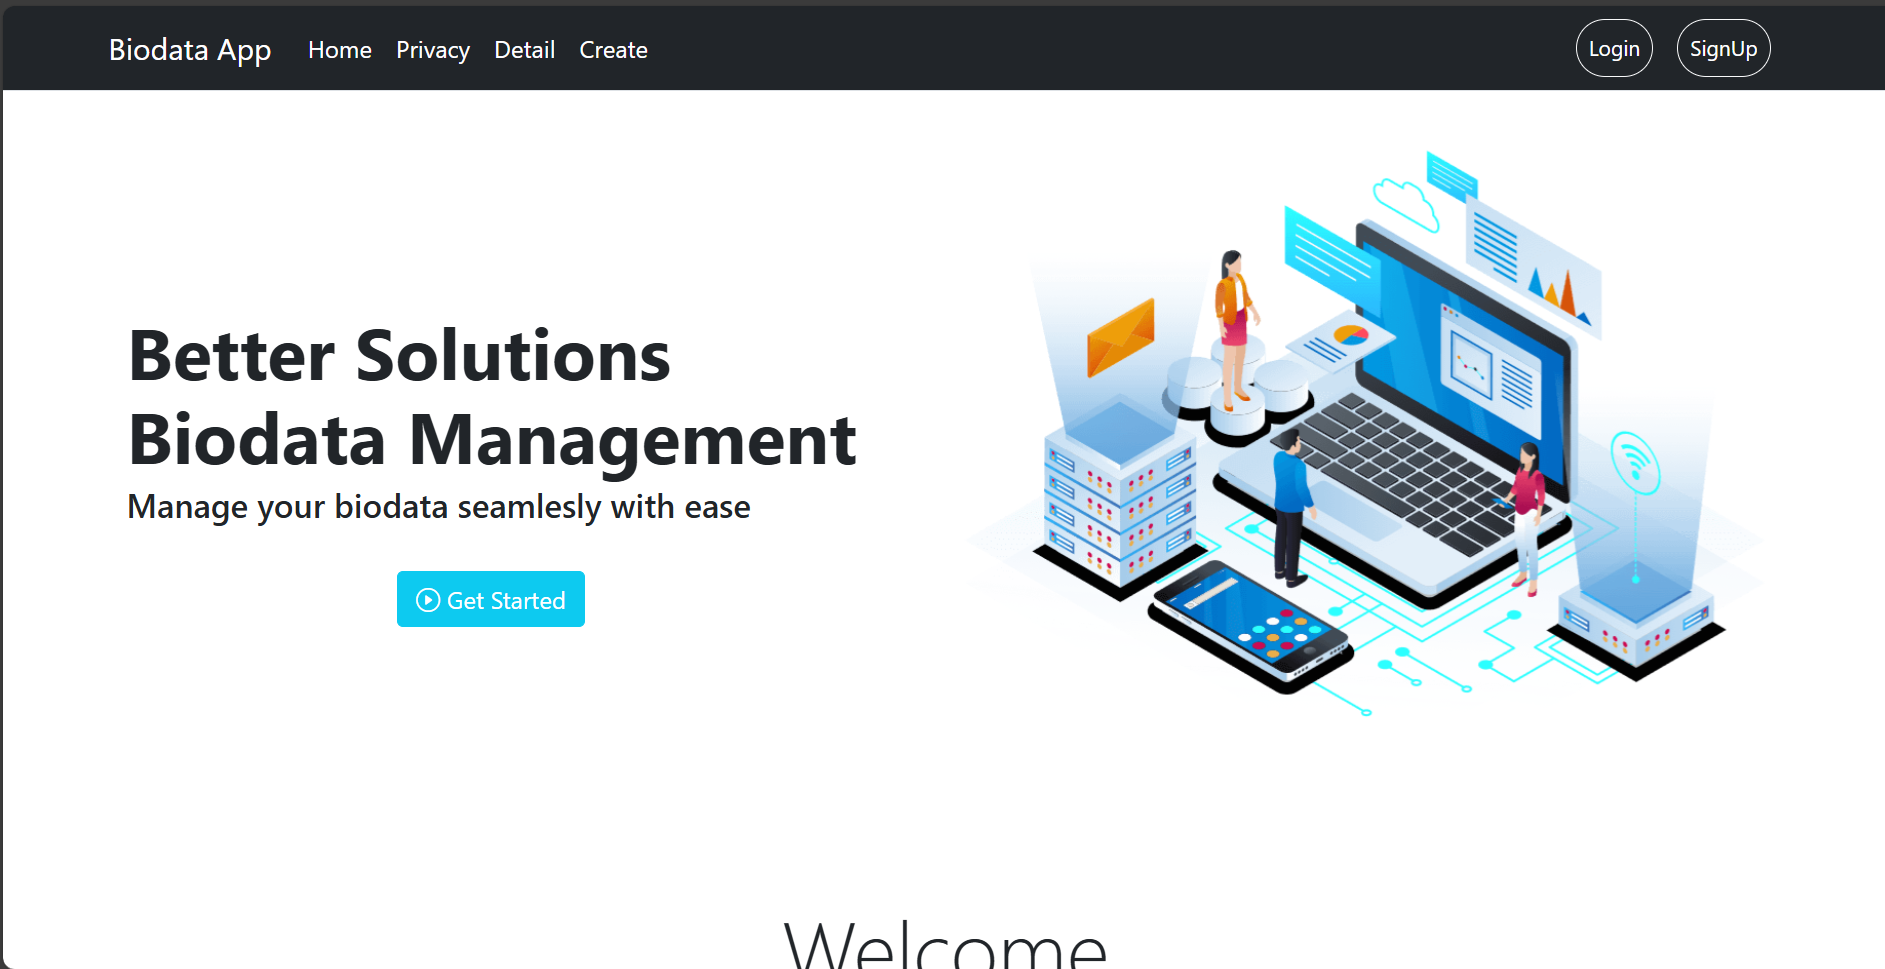 Biodata App Home Privacy Detail Create Login SignUp
Better Solutions
Biodata Management
Manage your biodata seamlesly with ease
Get Started
Welcome